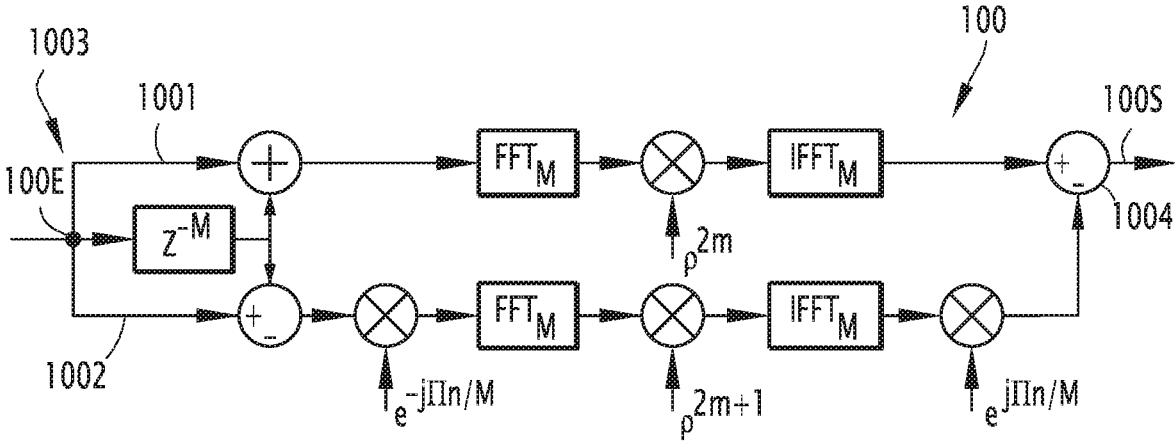 100
1003
1001
100S
100E
+
FFT_M
IFFT_M
+
-
1004
Z^{-M}
ρ^{2m}
+
-
FFT_M
IFFT_M
1002
e^{-jΠn/M}
ρ^{2m+1}
e^{jΠn/M}